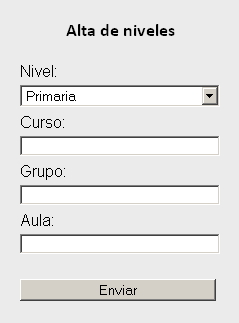 Alta de niveles
Nivel:
Primaria
Curso:
Grupo:
Aula:
Enviar